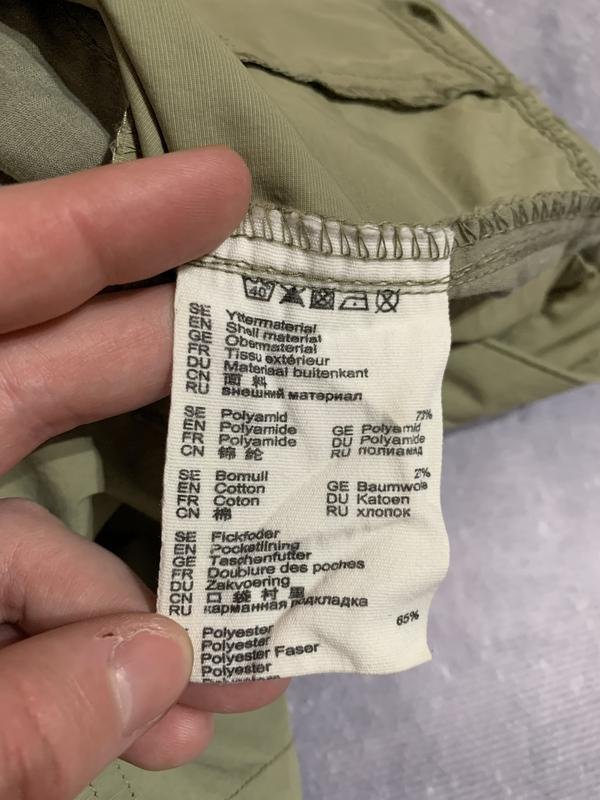 40
SE Yttermaterial
EN Shell material
GE Obermaterial
FR Tissu extérieur
DU Materiaal buitenkant
CN 面 料
RU внешний материал
SE Polyamid 73%
EN Polyamide GE Polyamid
FR Polyamide DU Polyamide
CN 锦 纶 RU полиамид
SE Bomull 27%
EN Cotton GE Baumwolle
FR Coton DU Katoen
CN 棉 RU хлопок
SE Fickfoder
EN Pocketlining
GE Taschenfutter
FR Doublure des poches
DU Zakvoering
CN 口 袋 村 里
RU карманная подкладка
65%
Polyester
Polyester
Polyester Faser
Polyester